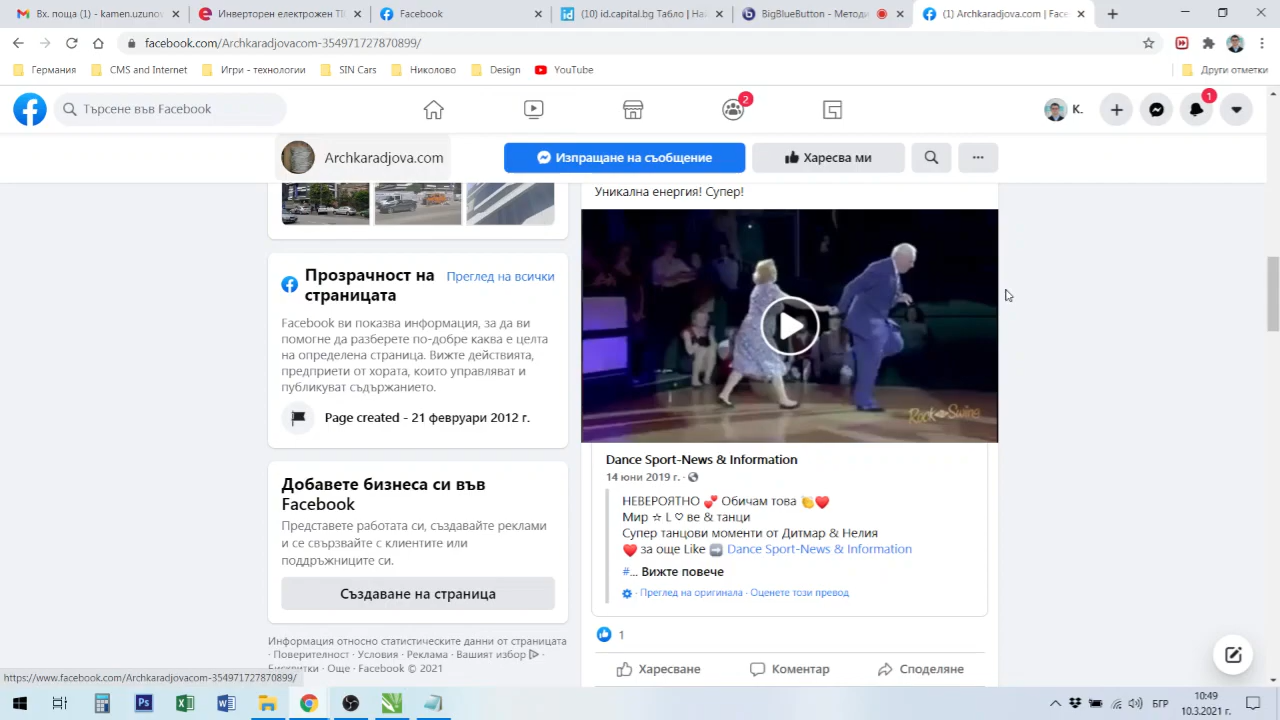 Вх. поща (1) - kamen.uzunov
Инверторен електрожен TI
Facebook
(10) id.capital.bg Табло | На
BigBlueButton - Методи
(1) Archkaradjova.com | Face
facebook.com/Archkaradjovacom-354971727870899/
Германия
CMS and Internet
Игри - технологии
SIN Cars
Николово
Design
YouTube
Други отметки
Търсене във Facebook
2
К.
1
Archkaradjova.com
Изпращане на съобщение
Харесва ми
Уникална енергия! Супер!
Rock Swing
Прозрачност на страницата
Преглед на всички
Facebook ви показва информация, за да ви
помогне да разберете по-добре каква е целта
на определена страница. Вижте действията,
предприети от хората, които управляват и
публикуват съдържанието.
Page created - 21 февруари 2012 г.
Добавете бизнеса си във
Facebook
Представете работата си, създавайте реклами
и се свързвайте с клиентите или
поддръжниците си.
Създаване на страница
Информация относно статистическите данни от страницата
· Поверителност · Условия · Реклама · Вашият избор ·
Бисквитки · Още · Facebook © 2021
Dance Sport-News & Information
14 юни 2019 г. ·
НЕВЕРОЯТНО 💕 Обичам това 👏❤️
Мир ☆ L ♡ ве & танци
Супер танцови моменти от Дитмар & Нелия
❤️ за още Like ➡️ Dance Sport-News & Information
#... Вижте повече
· Преглед на оригинала · Оценете този превод
1
Харесване
Коментар
Споделяне
https://www.facebook.com/Archkaradjovacom-354971727870899/
БГР
10:49
10.3.2021 г.